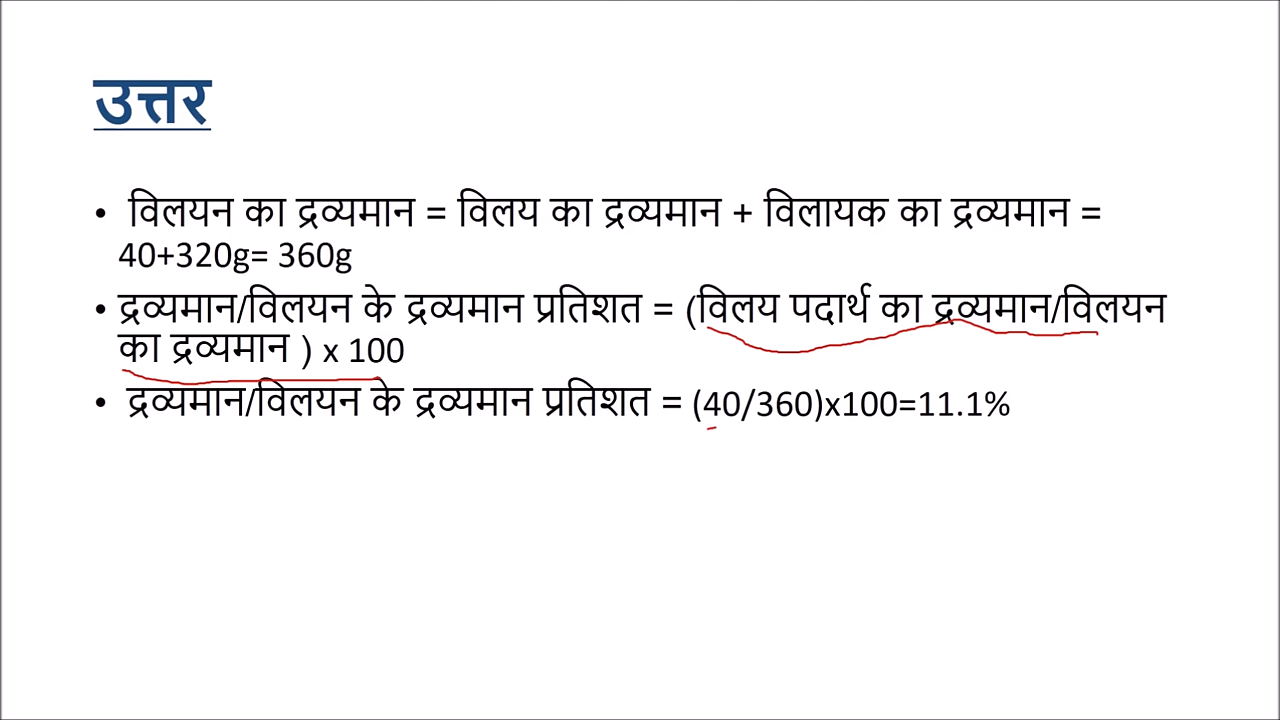 उत्तर
• विलयन का द्रव्यमान = विलय का द्रव्यमान + विलायक का द्रव्यमान =
40+320g= 360g
• द्रव्यमान/विलयन के द्रव्यमान प्रतिशत = (विलय पदार्थ का द्रव्यमान/विलयन
का द्रव्यमान ) x 100
• द्रव्यमान/विलयन के द्रव्यमान प्रतिशत = (40/360)x100=11.1%